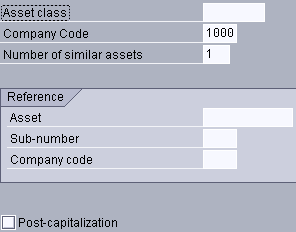 Asset class
Company Code 1000
Number of similar assets 1
Reference
Asset
Sub-number
Company code
Post-capitalization